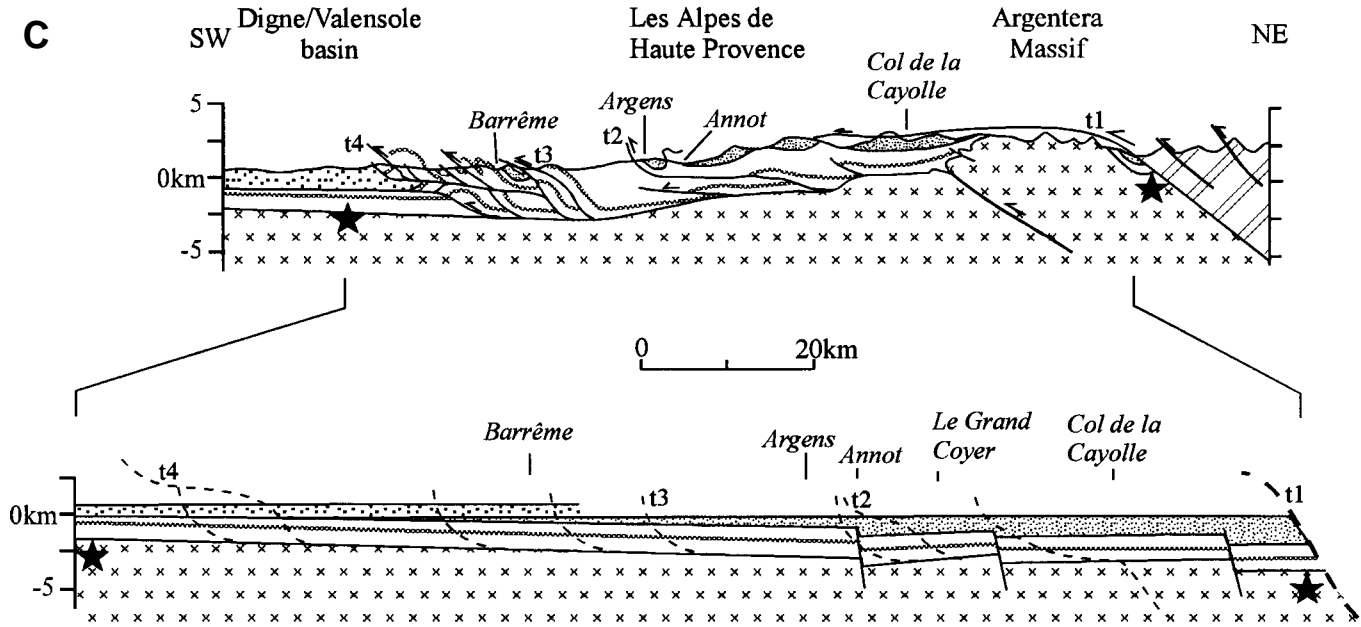 C
SW
Digne/Valensole
basin
Les Alpes de
Haute Provence
Argentera
Massif
NE
Col de la
Cayolle
5
Argens
Annot
Barrême
t1
t2
t3
t4
0km
-5
0
20km
Barrême
Argens
Annot
Le Grand
Coyer
Col de la
Cayolle
t4
t3
t2
t1
0km
-5